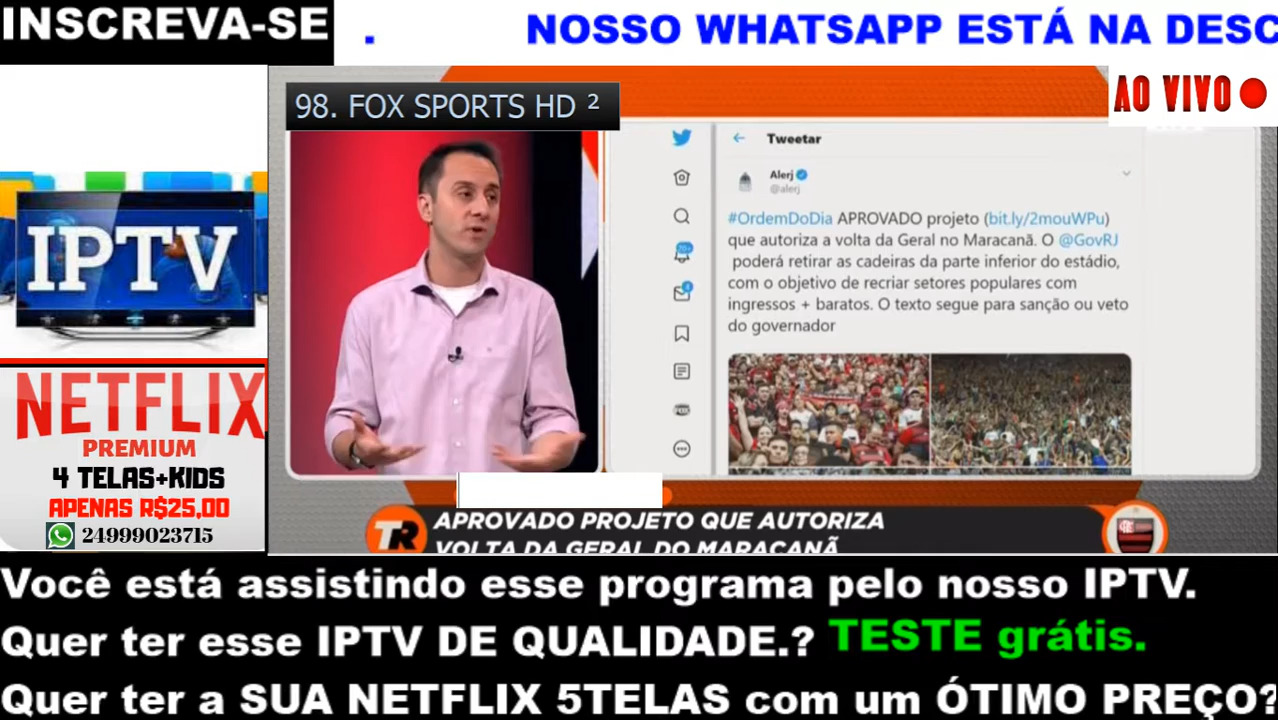 INSCREVA-SE
. NOSSO WHATSAPP ESTÁ NA DESC
AO VIVO
98. FOX SPORTS HD ²
IPTV
NETFLIX
PREMIUM
4 TELAS+KIDS
APENAS R$25,00
24999023715
Tweetar
Alerj
@alerj
#OrdemDoDia APROVADO projeto (bit.ly/2mouWPu)
que autoriza a volta da Geral no Maracanã. O @GovRJ
poderá retirar as cadeiras da parte inferior do estádio,
com o objetivo de recriar setores populares com
ingressos + baratos. O texto segue para sanção ou veto
do governador
TR
APROVADO PROJETO QUE AUTORIZA
VOLTA DA GERAL DO MARACANÃ
Você está assistindo esse programa pelo nosso IPTV.
Quer ter esse IPTV DE QUALIDADE.? TESTE grátis.
Quer ter a SUA NETFLIX 5TELAS com um ÓTIMO PREÇO?